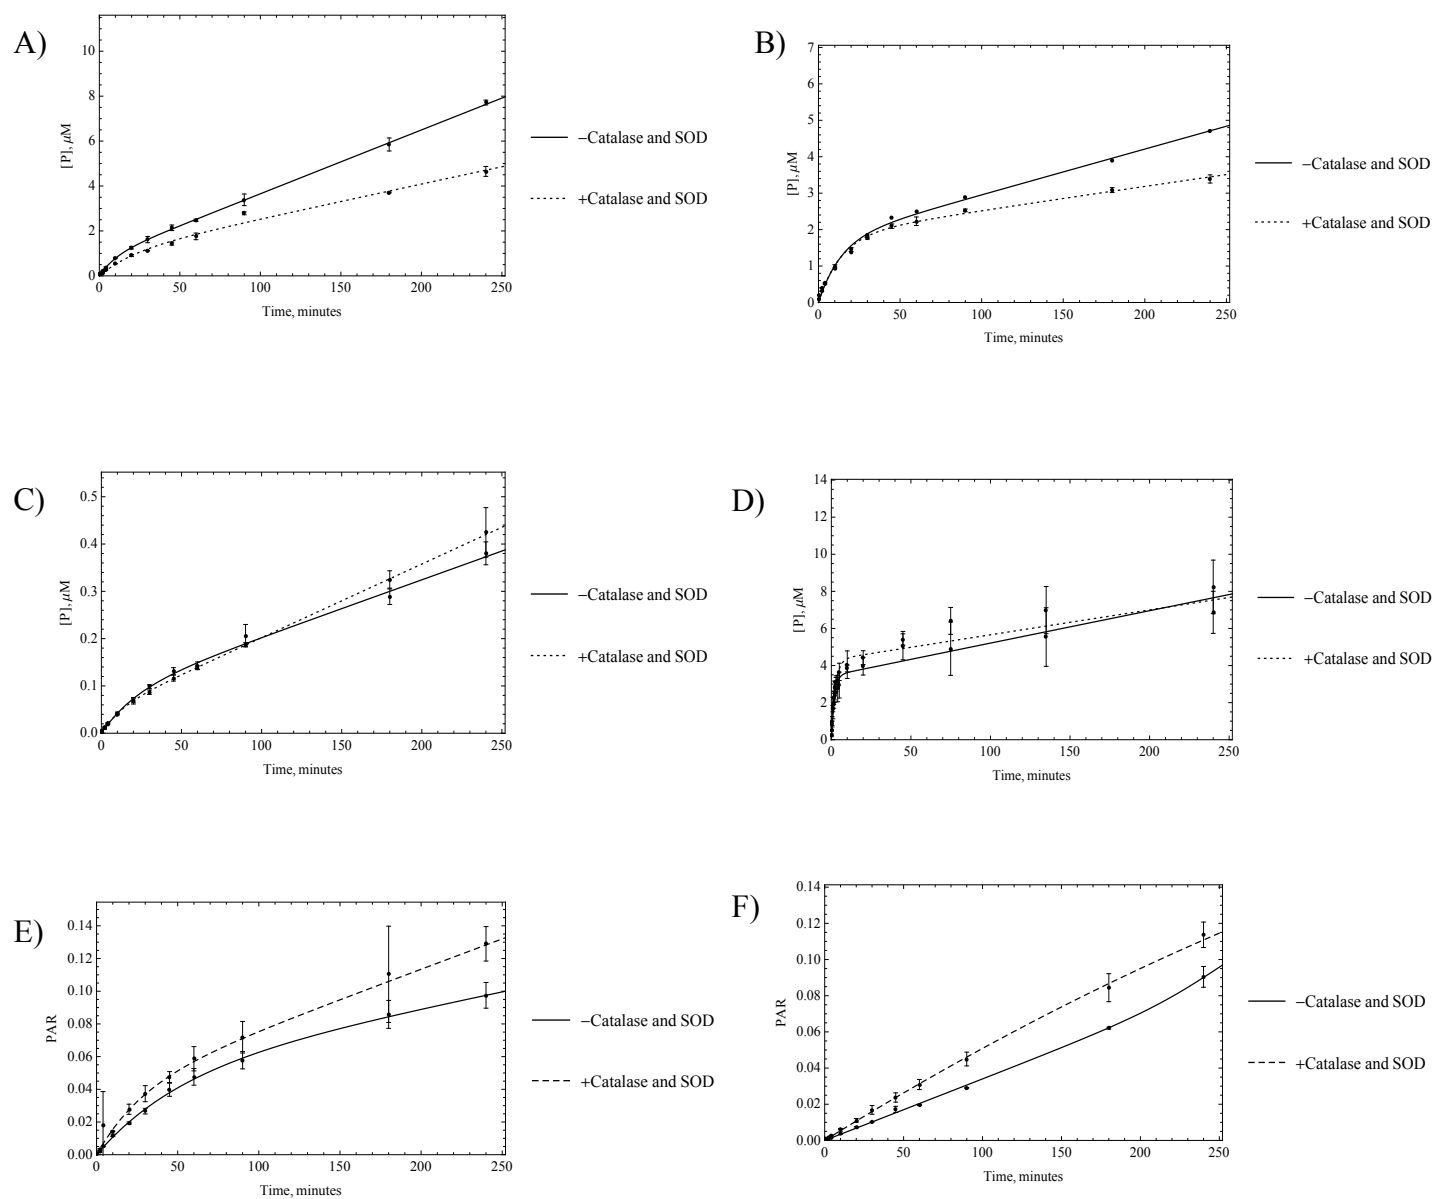 A)
10
8
6
4
2
0
[P], μM
0 50 100 150 200 250
Time, minutes
−Catalase and SOD
+Catalase and SOD
B)
7
6
5
4
3
2
1
0
[P], μM
0 50 100 150 200 250
Time, minutes
−Catalase and SOD
+Catalase and SOD
C)
0.5
0.4
0.3
0.2
0.1
0.0
[P], μM
0 50 100 150 200 250
Time, minutes
−Catalase and SOD
+Catalase and SOD
D)
14
12
10
8
6
4
2
0
[P], μM
0 50 100 150 200 250
Time, minutes
−Catalase and SOD
+Catalase and SOD
E)
0.14
0.12
0.10
0.08
0.06
0.04
0.02
0.00
PAR
0 50 100 150 200 250
Time, minutes
−Catalase and SOD
+Catalase and SOD
F)
0.14
0.12
0.10
0.08
0.06
0.04
0.02
0.00
PAR
0 50 100 150 200 250
Time, minutes
−Catalase and SOD
+Catalase and SOD